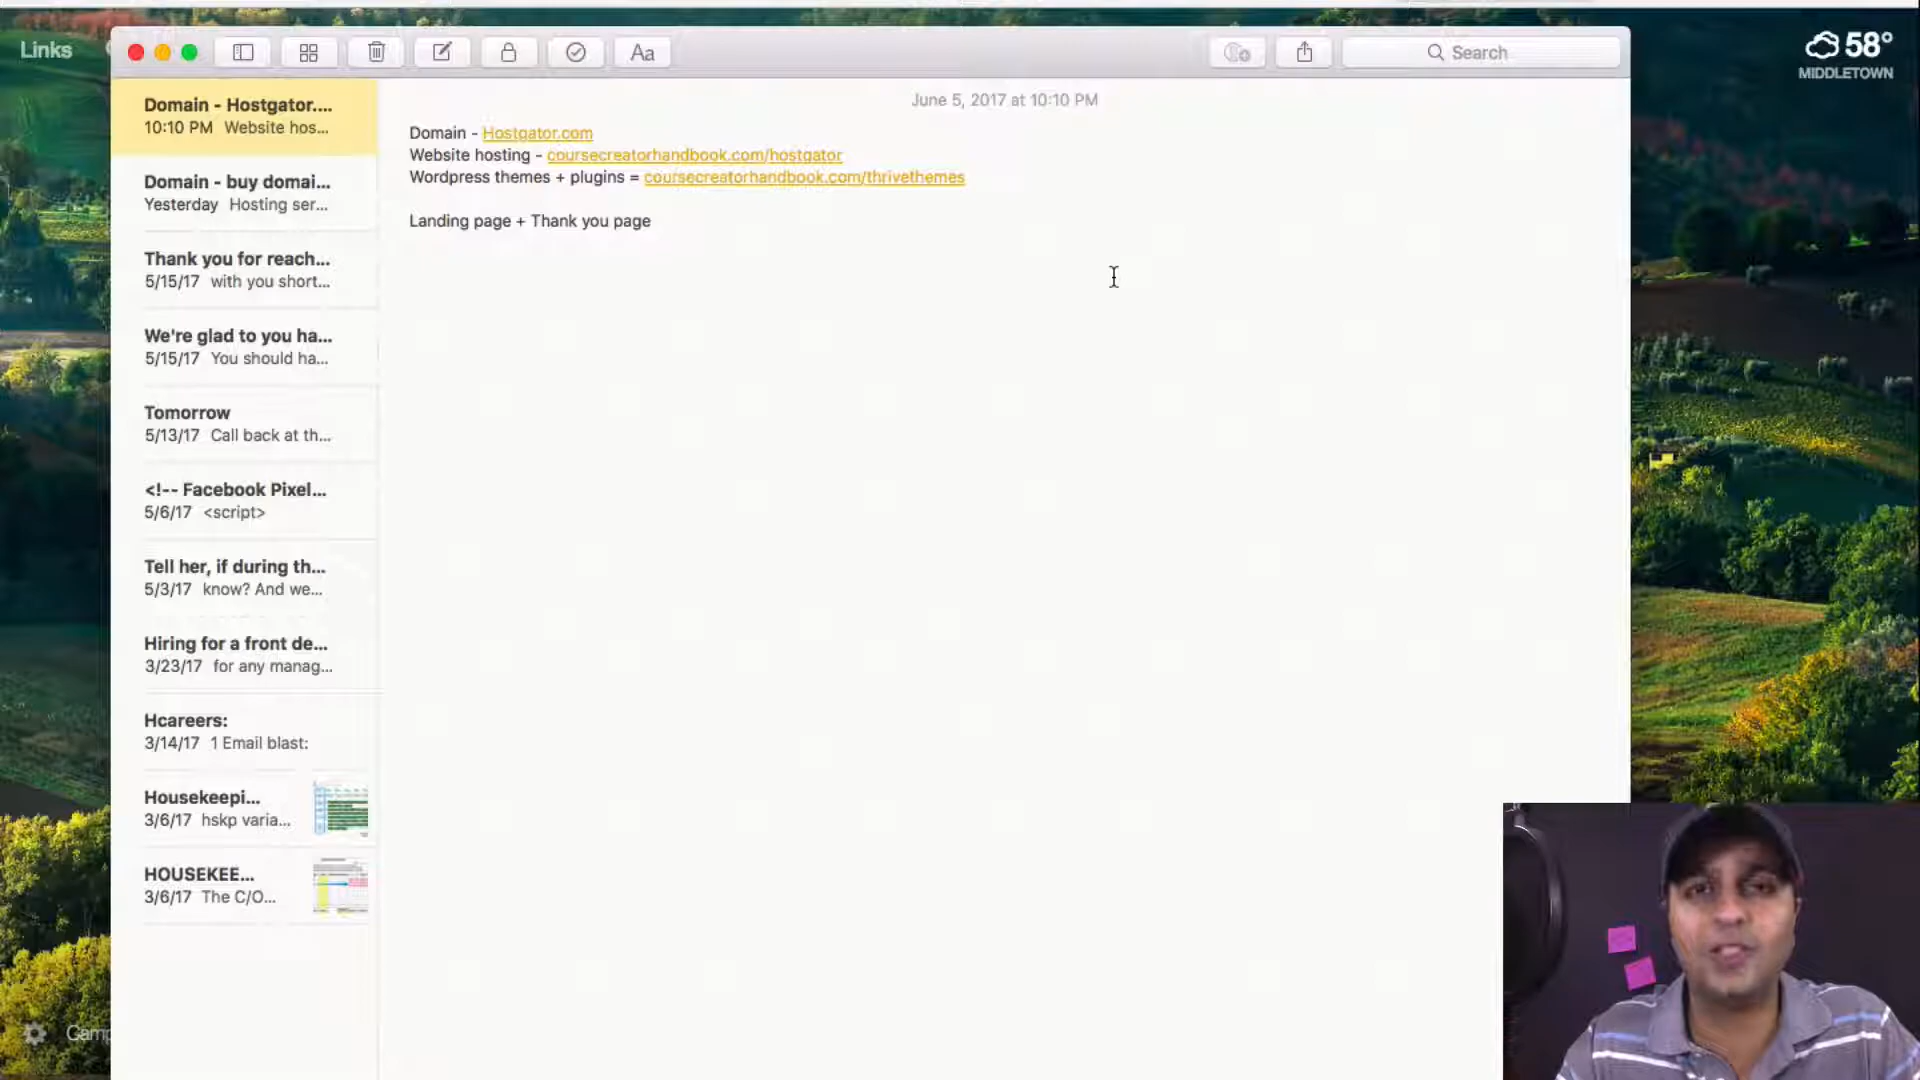 Links
58°
MIDDLETOWN
Aa
Search
Domain - Hostgator....
10:10 PM Website hos...
Domain - buy domai...
Yesterday Hosting ser...
Thank you for reach...
5/15/17 with you short...
We're glad to you ha...
5/15/17 You should ha...
Tomorrow
5/13/17 Call back at th...
<!-- Facebook Pixel...
5/6/17 <script>
Tell her, if during th...
5/3/17 know? And we...
Hiring for a front de...
3/23/17 for any manag...
Hcareers:
3/14/17 1 Email blast:
Housekeepi...
3/6/17 hskp varia...
HOUSEKEE...
3/6/17 The C/O...
June 5, 2017 at 10:10 PM
Domain - Hostgator.com
Website hosting - coursecreatorhandbook.com/hostgator
Wordpress themes + plugins = coursecreatorhandbook.com/thrivethemes
Landing page + Thank you page